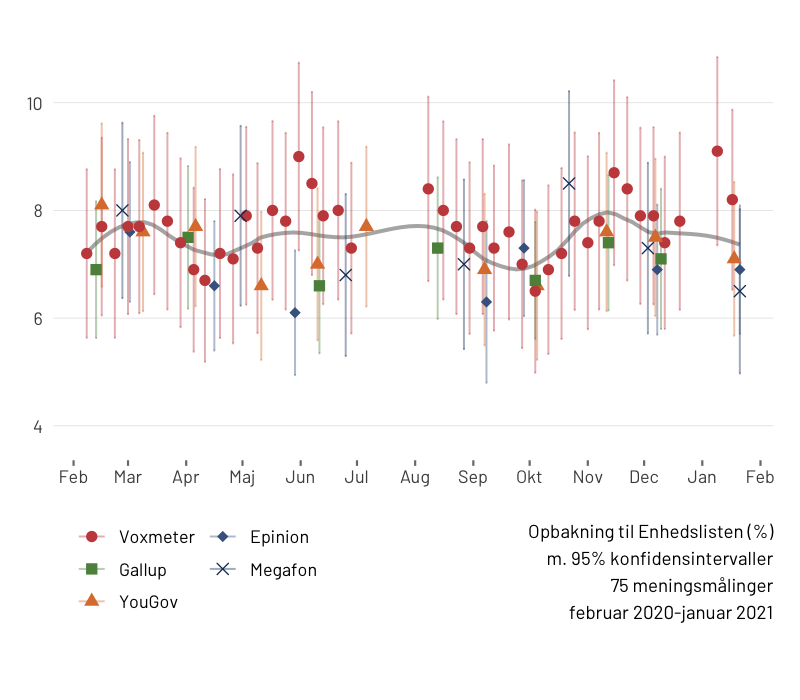 10
8
6
4
Feb Mar Apr Maj Jun Jul Aug Sep Okt Nov Dec Jan Feb
Voxmeter Epinion
Gallup Megafon
YouGov
Opbakning til Enhedslisten (%)
m. 95% konfidensintervaller
75 meningsmålinger
februar 2020-januar 2021